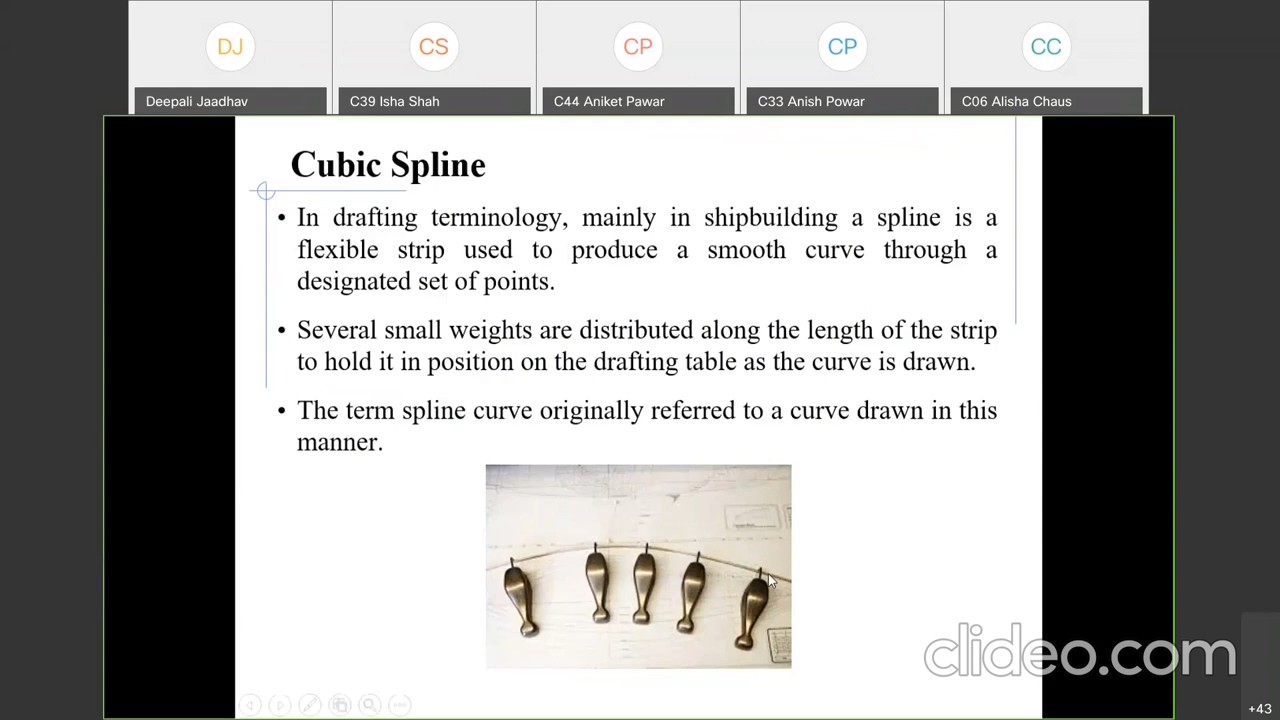 DJ
CS
CP
CP
CC
Deepali Jaadhav
C39 Isha Shah
C44 Aniket Pawar
C33 Anish Powar
C06 Alisha Chaus
Cubic Spline
• In drafting terminology, mainly in shipbuilding a spline is a
flexible strip used to produce a smooth curve through a
designated set of points.
• Several small weights are distributed along the length of the strip
to hold it in position on the drafting table as the curve is drawn.
• The term spline curve originally referred to a curve drawn in this
manner.
clideo.com
+43